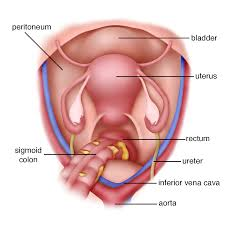 peritoneum
bladder
uterus
rectum
sigmoid
colon
ureter
inferior vena cava
aorta